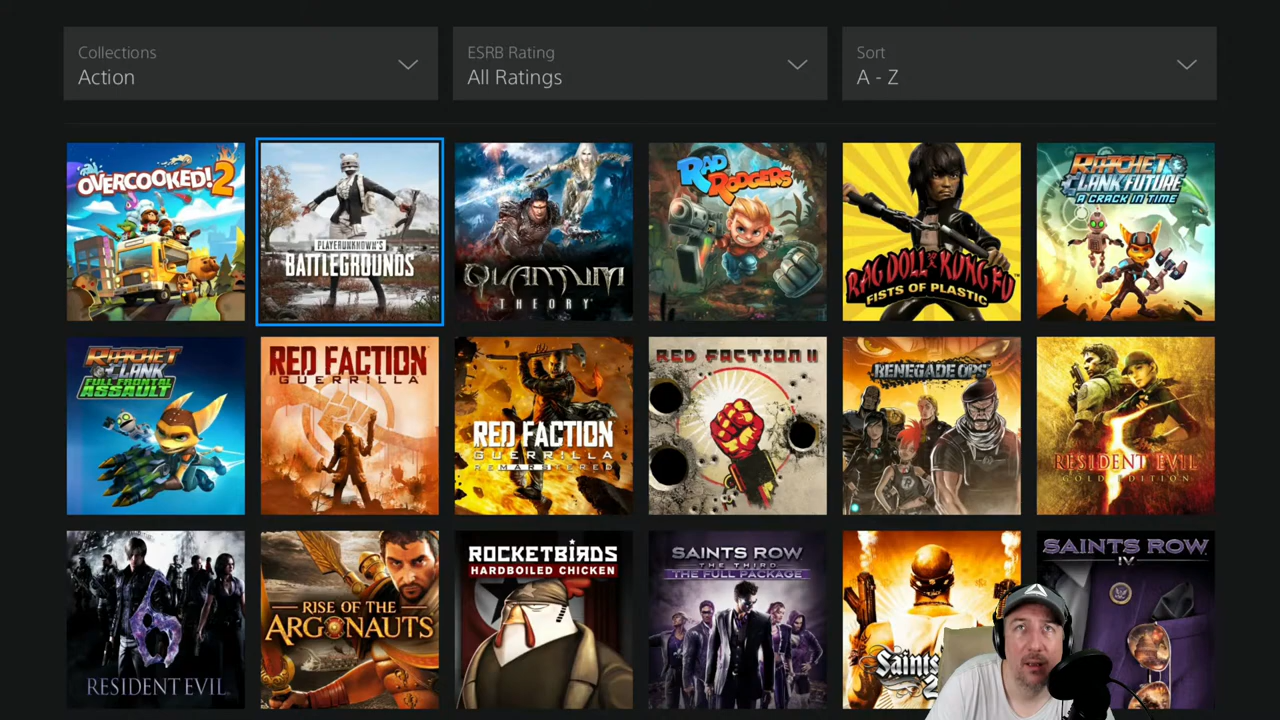 Collections
Action
ESRB Rating
All Ratings
Sort
A - Z
OVERCOOKED! 2
PLAYERUNKNOWN'S
BATTLEGROUNDS
QUANTUM
THEORY
RAD
RODGERS
RAG DOLL KUNG FU
FISTS OF PLASTIC
RATCHET
CLANK FUTURE
A CRACK IN TIME
RATCHET
CLANK
FULL FRONTAL
ASSAULT
RED FACTION
GUERRILLA
RED FACTION
GUERRILLA
RE-MARS-TERED
RED FACTION II
RENEGADE OPS
5
RESIDENT EVIL
GOLD EDITION
6
RESIDENT EVIL
RISE OF THE
ARGONAUTS
ROCKETBIRDS
HARDBOILED CHICKEN
SAINTS ROW
THE THIRD
THE FULL PACKAGE
Saints
2
SAINTS ROW
IV